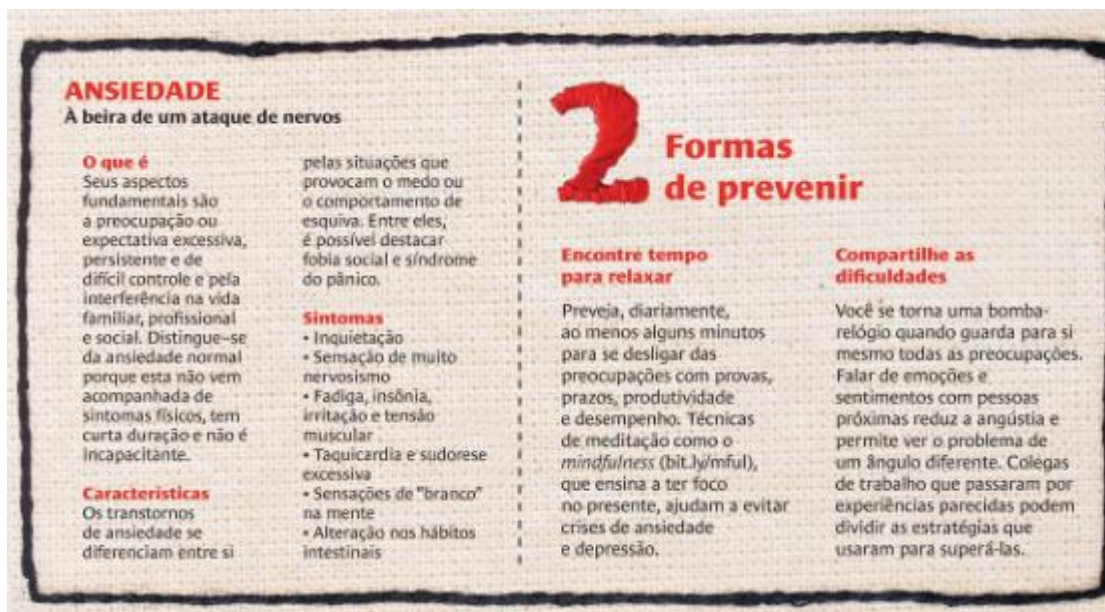 ANSIEDADE
À beira de um ataque de nervos
O que é
Seus aspectos
fundamentais são
a preocupação ou
expectativa excessiva,
persistente e de
difícil controle e pela
interferência na vida
familiar, profissional
e social. Distingue-se
da ansiedade normal
porque esta não vem
acompanhada de
sintomas físicos, tem
curta duração e não é
incapacitante.
Características
Os transtornos
de ansiedade se
diferenciam entre si
pelas situações que
provocam o medo ou
o comportamento de
esquiva. Entre eles,
é possível destacar
fobia social e síndrome
do pânico.
Sintomas
• Inquietação
• Sensação de muito
nervosismo
• Fadiga, insônia,
irritação e tensão
muscular
• Taquicardia e sudorese
excessiva
• Sensações de "branco"
na mente
• Alteração nos hábitos
intestinais
2 Formas
de prevenir
Encontre tempo
para relaxar
Preveja, diariamente,
ao menos alguns minutos
para se desligar das
preocupações com provas,
prazos, produtividade
e desempenho. Técnicas
de meditação como o
mindfulness (bit.ly/mful),
que ensina a ter foco
no presente, ajudam a evitar
crises de ansiedade
e depressão.
Compartilhe as
dificuldades
Você se torna uma bomba-
relógio quando guarda para si
mesmo todas as preocupações.
Falar de emoções e
sentimentos com pessoas
próximas reduz a angústia e
permite ver o problema de
um ângulo diferente. Colegas
de trabalho que passaram por
experiências parecidas podem
dividir as estratégias que
usaram para superá-las.